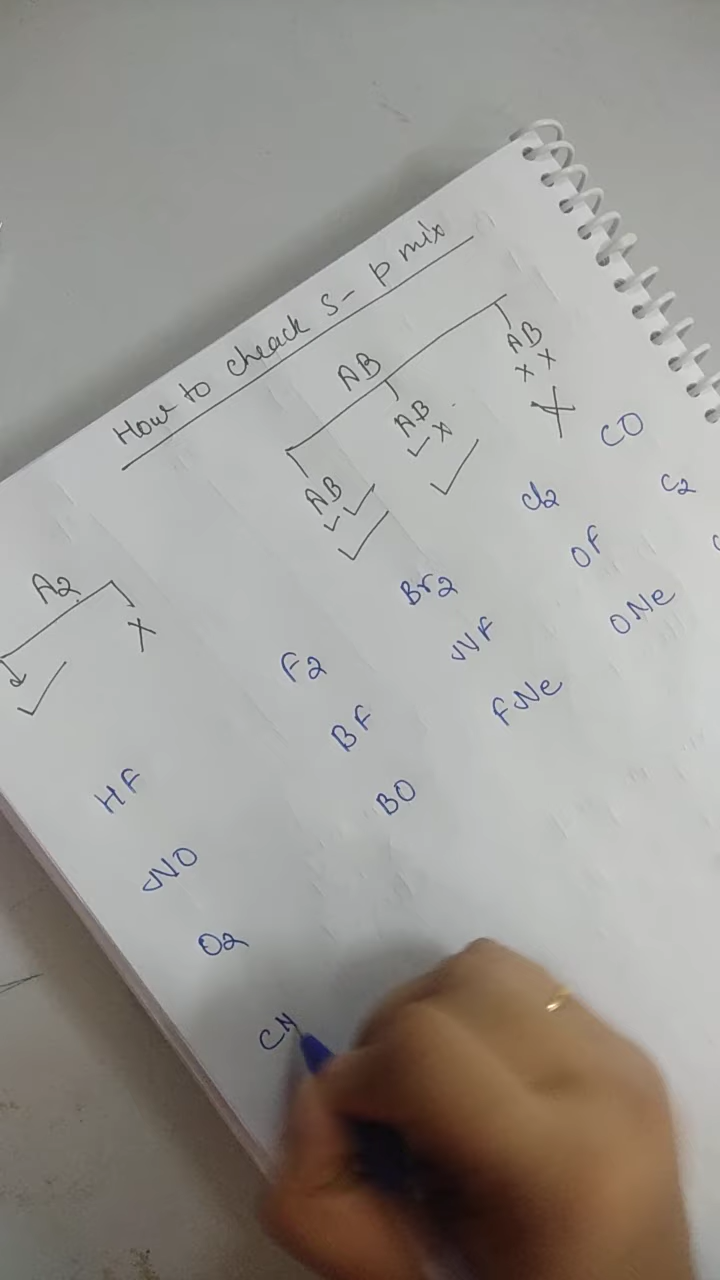 How to cheack s- p mix
A2
✓ X
AB
AB AB AB
✓ ✓ ✓ x x x
✓ ✓ X
HF F2 Br2 Cl2 CO
NO BF NF OF C2
O2 BO FNe ONe
CN